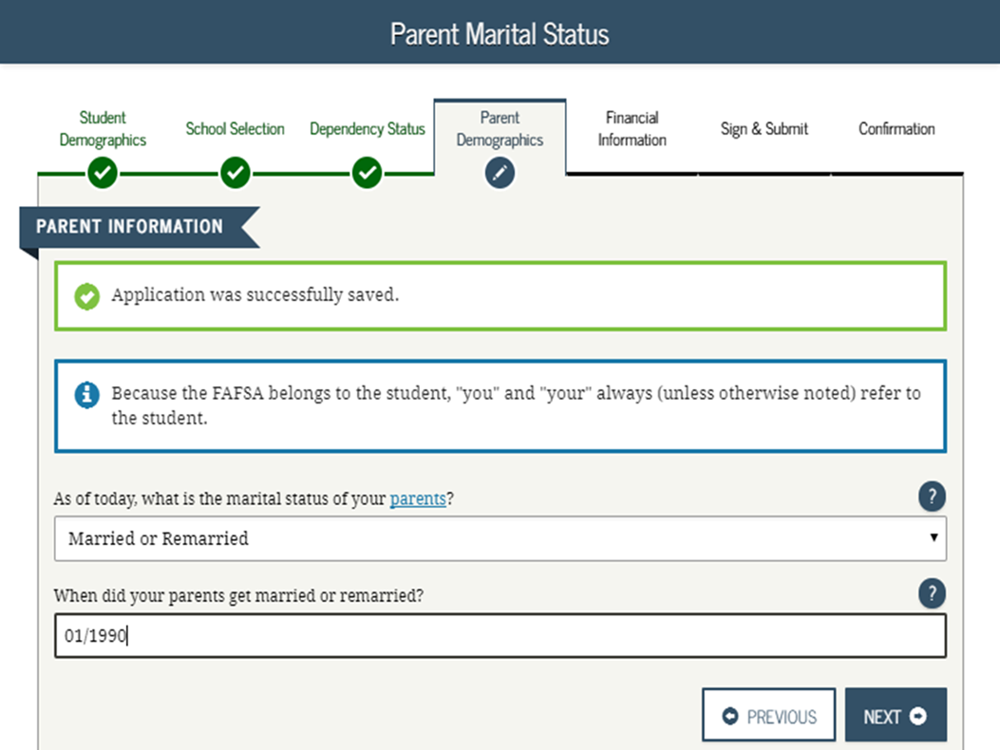 Parent Marital Status
Student
Demographics
School Selection
Dependency Status
Parent
Demographics
Financial
Information
Sign & Submit
Confirmation
PARENT INFORMATION
Application was successfully saved.
Because the FAFSA belongs to the student, "you" and "your" always (unless otherwise noted) refer to
the student.
As of today, what is the marital status of your parents?
?
Married or Remarried
When did your parents get married or remarried?
?
01/1990
PREVIOUS
NEXT